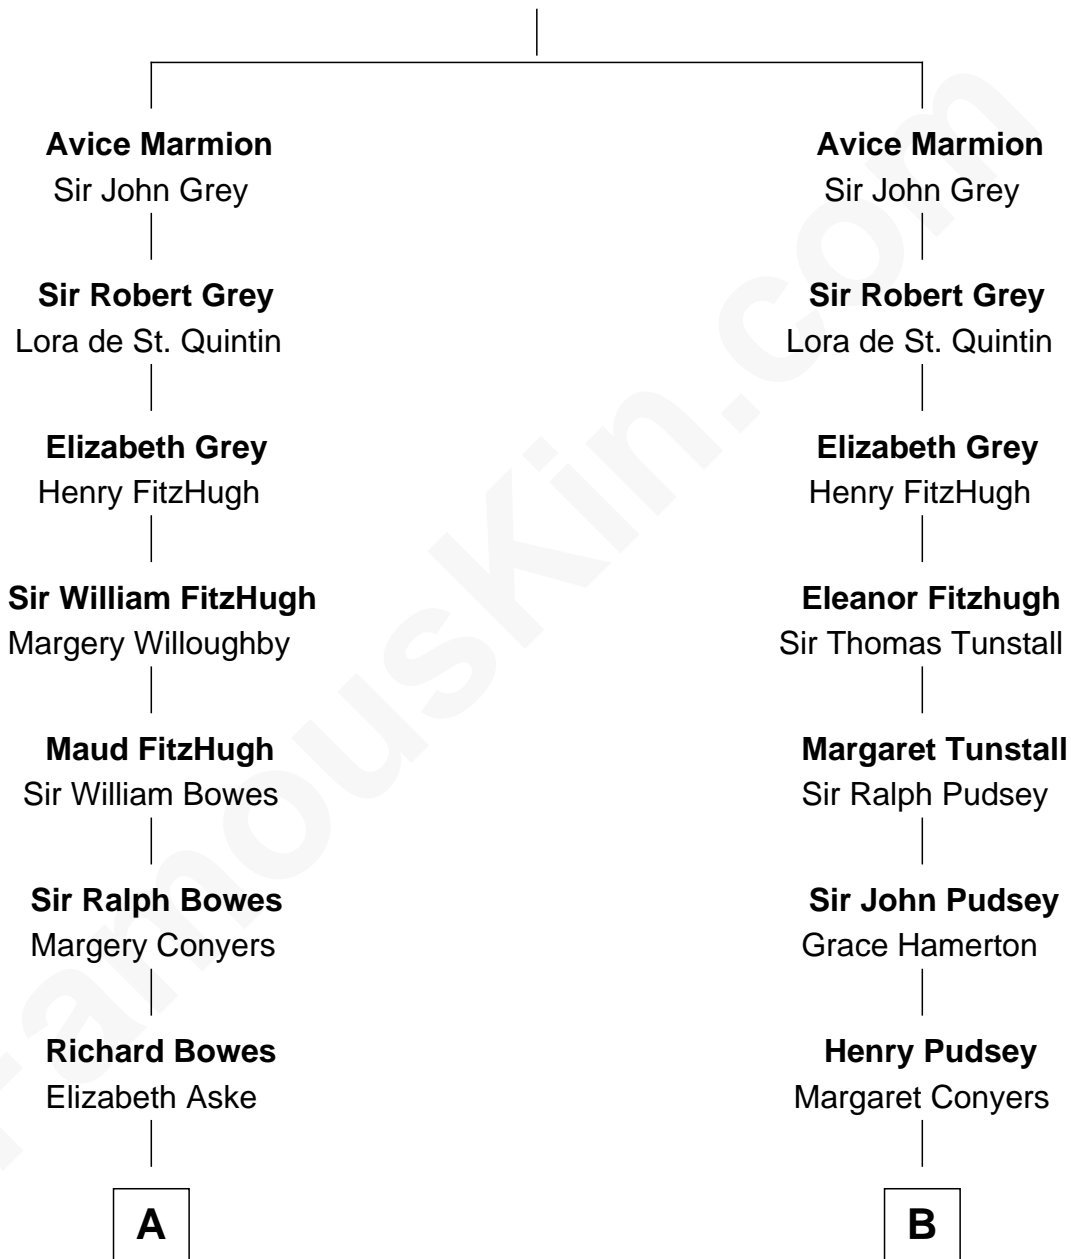 Avice Marmion
Sir John Grey
Sir Robert Grey
Lora de St. Quintin
Elizabeth Grey
Henry FitzHugh
Sir William FitzHugh
Margery Willoughby
Maud FitzHugh
Sir William Bowes
Sir Ralph Bowes
Margery Conyers
Richard Bowes
Elizabeth Aske
A
Avice Marmion
Sir John Grey
Sir Robert Grey
Lora de St. Quintin
Elizabeth Grey
Henry FitzHugh
Eleanor Fitzhugh
Sir Thomas Tunstall
Margaret Tunstall
Sir Ralph Pudsey
Sir John Pudsey
Grace Hamerton
Henry Pudsey
Margaret Conyers
B
FamousKin.com